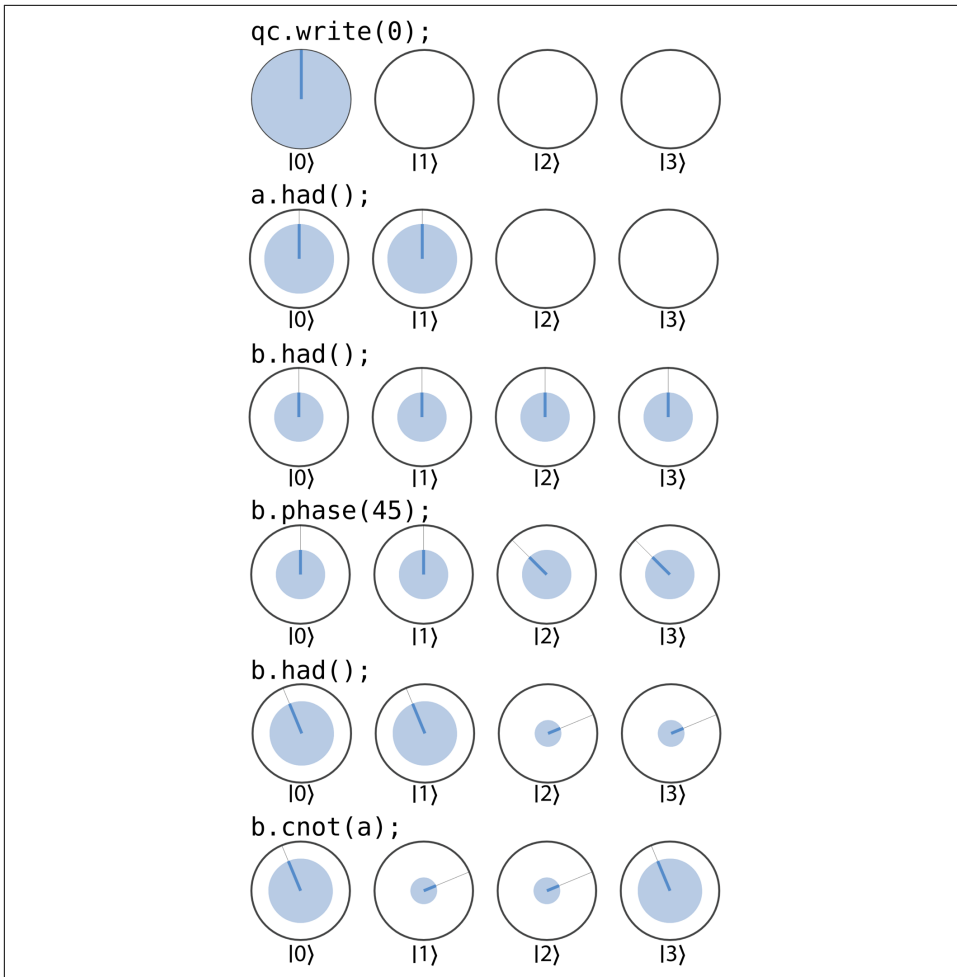 qc.write(0);
|0⟩ |1⟩ |2⟩ |3⟩
a.had();
|0⟩ |1⟩ |2⟩ |3⟩
b.had();
|0⟩ |1⟩ |2⟩ |3⟩
b.phase(45);
|0⟩ |1⟩ |2⟩ |3⟩
b.had();
|0⟩ |1⟩ |2⟩ |3⟩
b.cnot(a);
|0⟩ |1⟩ |2⟩ |3⟩